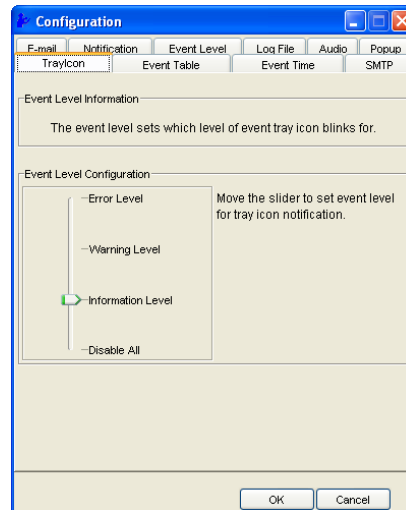 Configuration
E-mail Notification Event Level Log File Audio Popup
TrayIcon Event Table Event Time SMTP
Event Level Information
The event level sets which level of event tray icon blinks for.
Event Level Configuration
Error Level
Move the slider to set event level
for tray icon notification.
Warning Level
Information Level
Disable All
OK Cancel